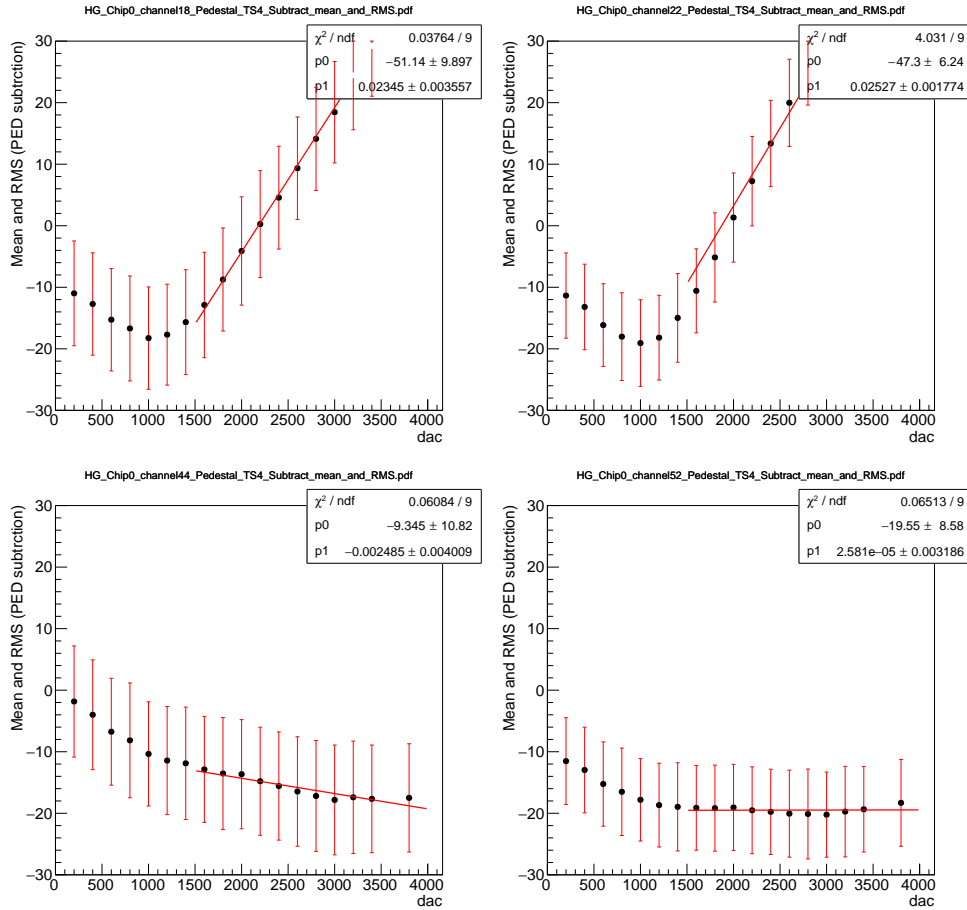 HG_Chip0_channel18_Pedestal_TS4_Subtract_mean_and_RMS.pdf
χ² / ndf 0.03764 / 9
p0 −51.14 ± 9.897
p1 0.02345 ± 0.003557
Mean and RMS (PED subtrction)
30
20
10
0
−10
−20
−30
0 500 1000 1500 2000 2500 3000 3500 4000
dac
HG_Chip0_channel22_Pedestal_TS4_Subtract_mean_and_RMS.pdf
χ² / ndf 4.031 / 9
p0 −47.3 ± 6.24
p1 0.02527 ± 0.001774
Mean and RMS (PED subtrction)
30
20
10
0
−10
−20
−30
0 500 1000 1500 2000 2500 3000 3500 4000
dac
HG_Chip0_channel44_Pedestal_TS4_Subtract_mean_and_RMS.pdf
χ² / ndf 0.06084 / 9
p0 −9.345 ± 10.82
p1 −0.002485 ± 0.004009
Mean and RMS (PED subtrction)
30
20
10
0
−10
−20
−30
0 500 1000 1500 2000 2500 3000 3500 4000
dac
HG_Chip0_channel52_Pedestal_TS4_Subtract_mean_and_RMS.pdf
χ² / ndf 0.06513 / 9
p0 −19.55 ± 8.58
p1 2.581e−05 ± 0.003186
Mean and RMS (PED subtrction)
30
20
10
0
−10
−20
−30
0 500 1000 1500 2000 2500 3000 3500 4000
dac